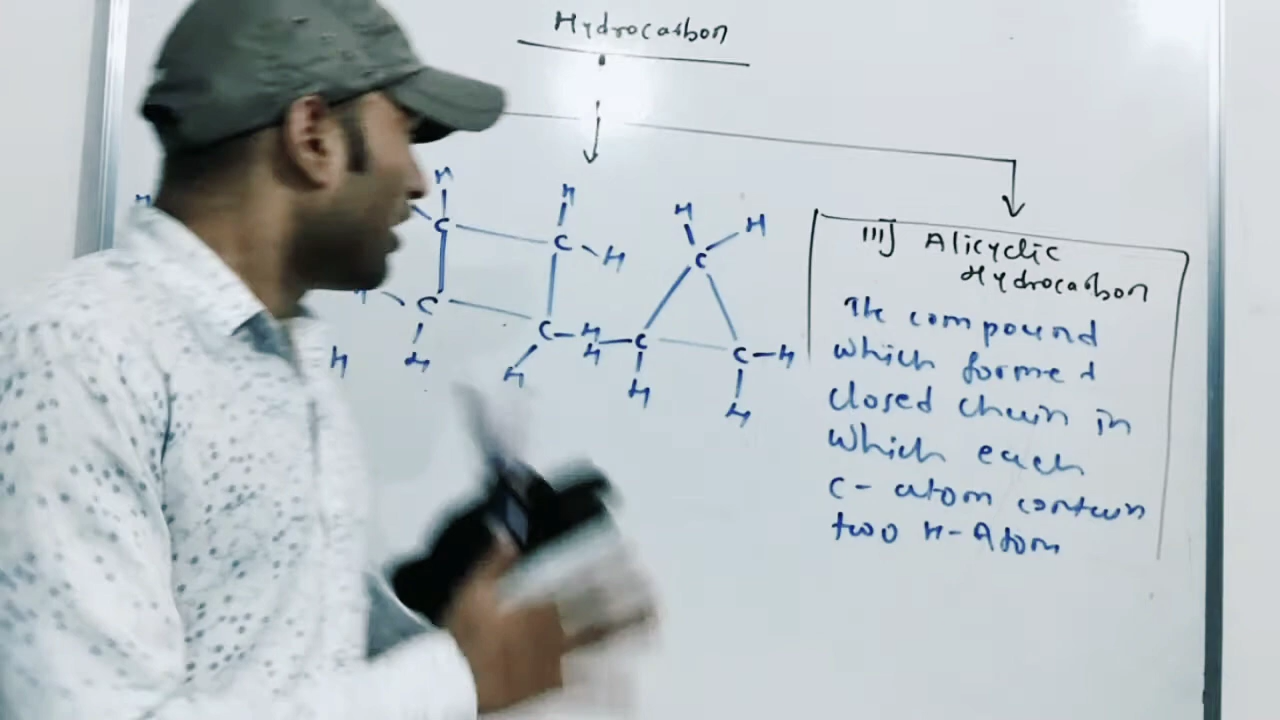 Hydrocarbon
III] Alicyclic
Hydrocarbon
The compound
which formed
closed chain in
which each
C- atom contain
two H-Atom
H H H H H
C C H C H
H C C H H C C H
H H H H H